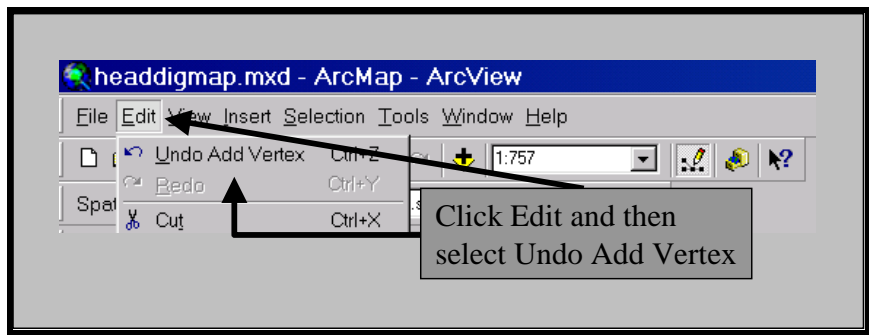 headdigmap.mxd - ArcMap - ArcView
File Edit View Insert Selection Tools Window Help
Undo Add Vertex Ctrl+Z
1:757
Redo Ctrl+Y
Cut Ctrl+X
Click Edit and then
select Undo Add Vertex